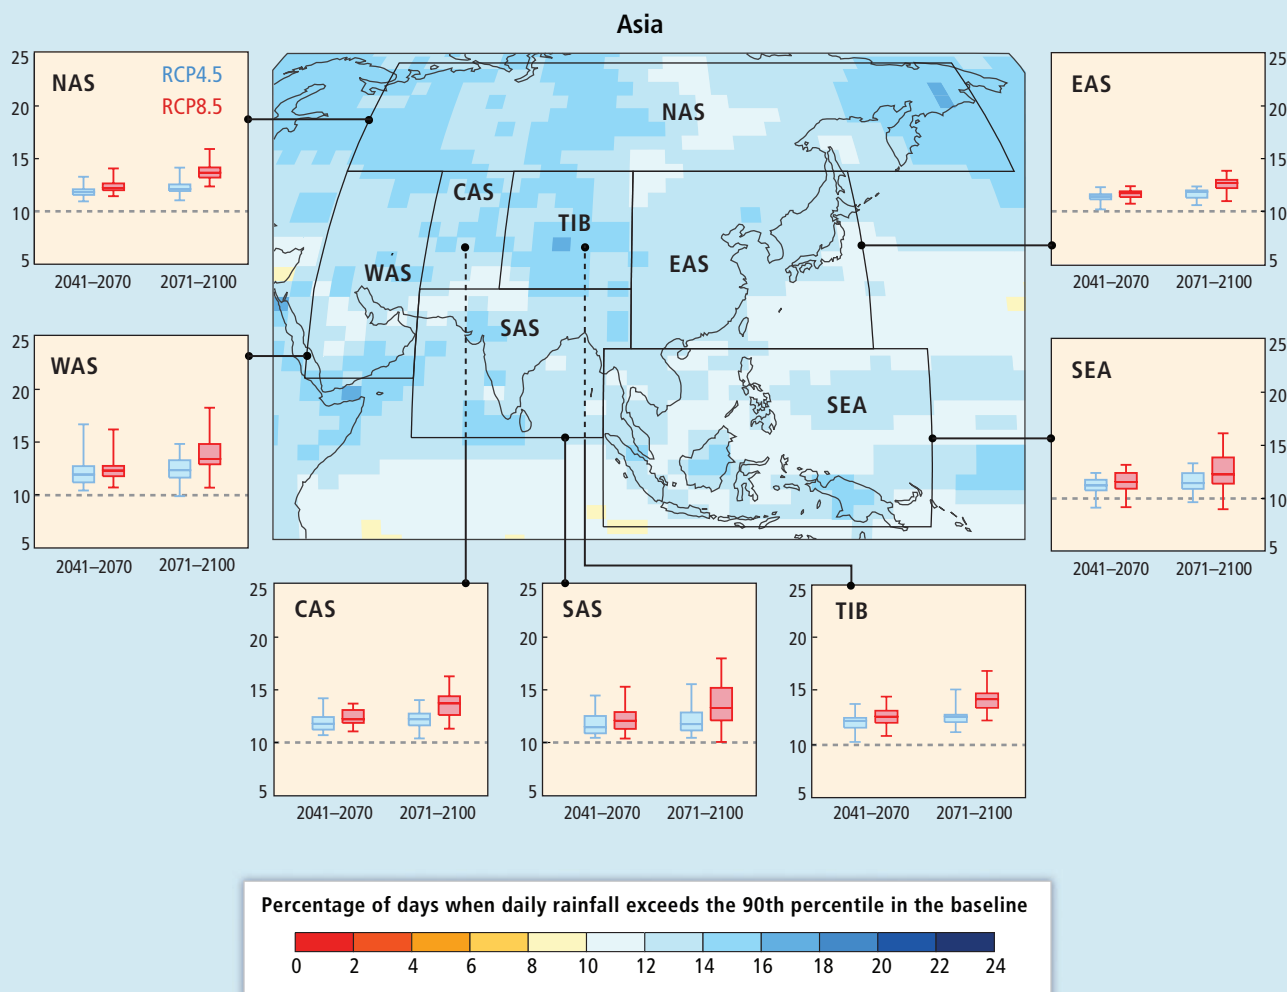 Asia
25
20
15
10
5
NAS
RCP4.5
RCP8.5
2041–2070
2071–2100
25
20
15
10
5
WAS
2041–2070
2071–2100
NAS
CAS
TIB
WAS
EAS
SAS
SEA
EAS
25
20
15
10
5
2041–2070
2071–2100
SEA
25
20
15
10
5
2041–2070
2071–2100
25
20
15
10
5
CAS
2041–2070
2071–2100
25
20
15
10
5
SAS
2041–2070
2071–2100
25
20
15
10
5
TIB
2041–2070
2071–2100
Percentage of days when daily rainfall exceeds the 90th percentile in the baseline
0 2 4 6 8 10 12 14 16 18 20 22 24